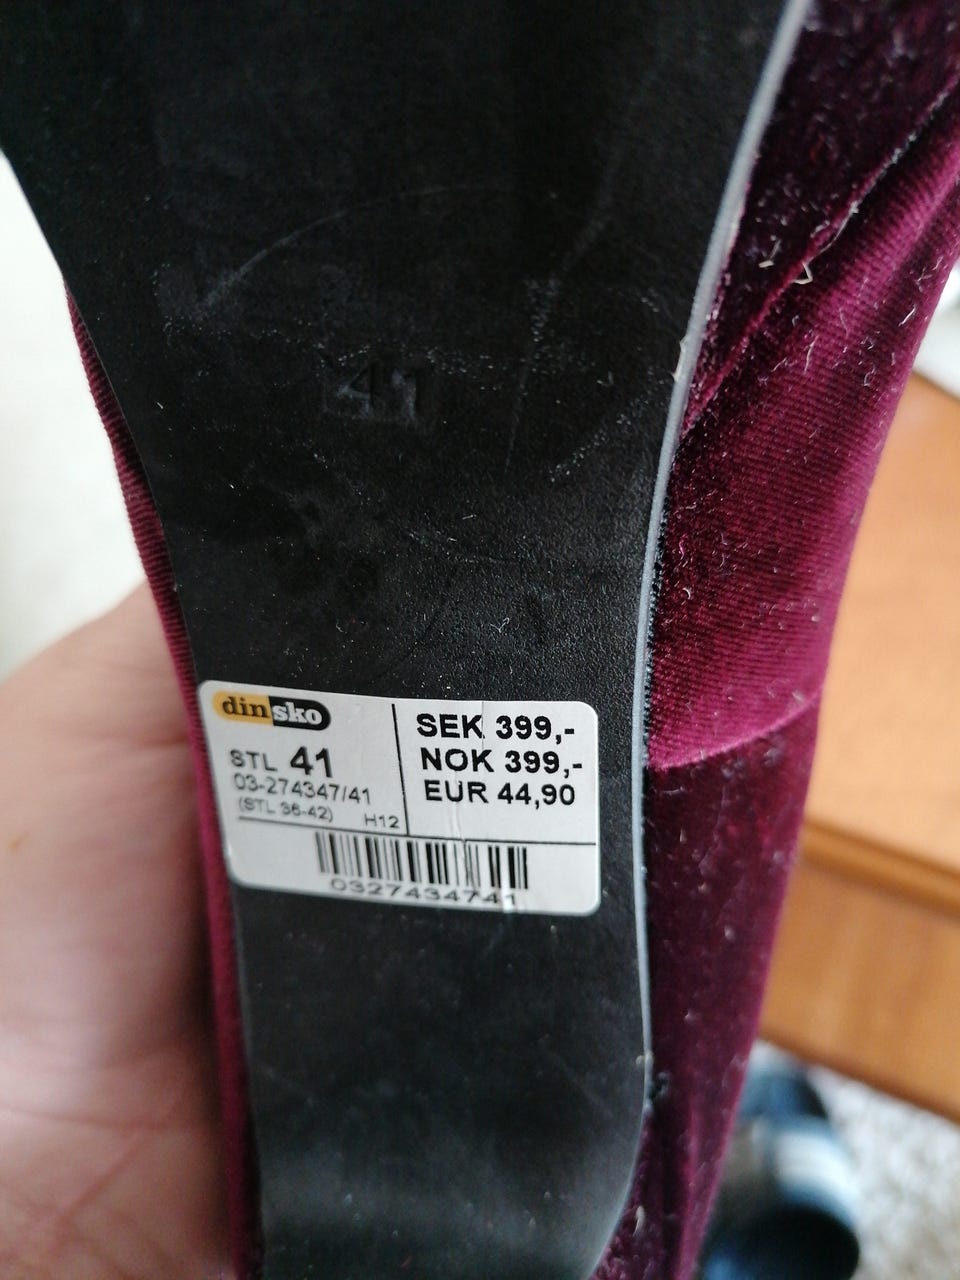 41
dinsko
STL 41
03-274347/41
(STL 36-42) H12
SEK 399,-
NOK 399,-
EUR 44,90
0327434741